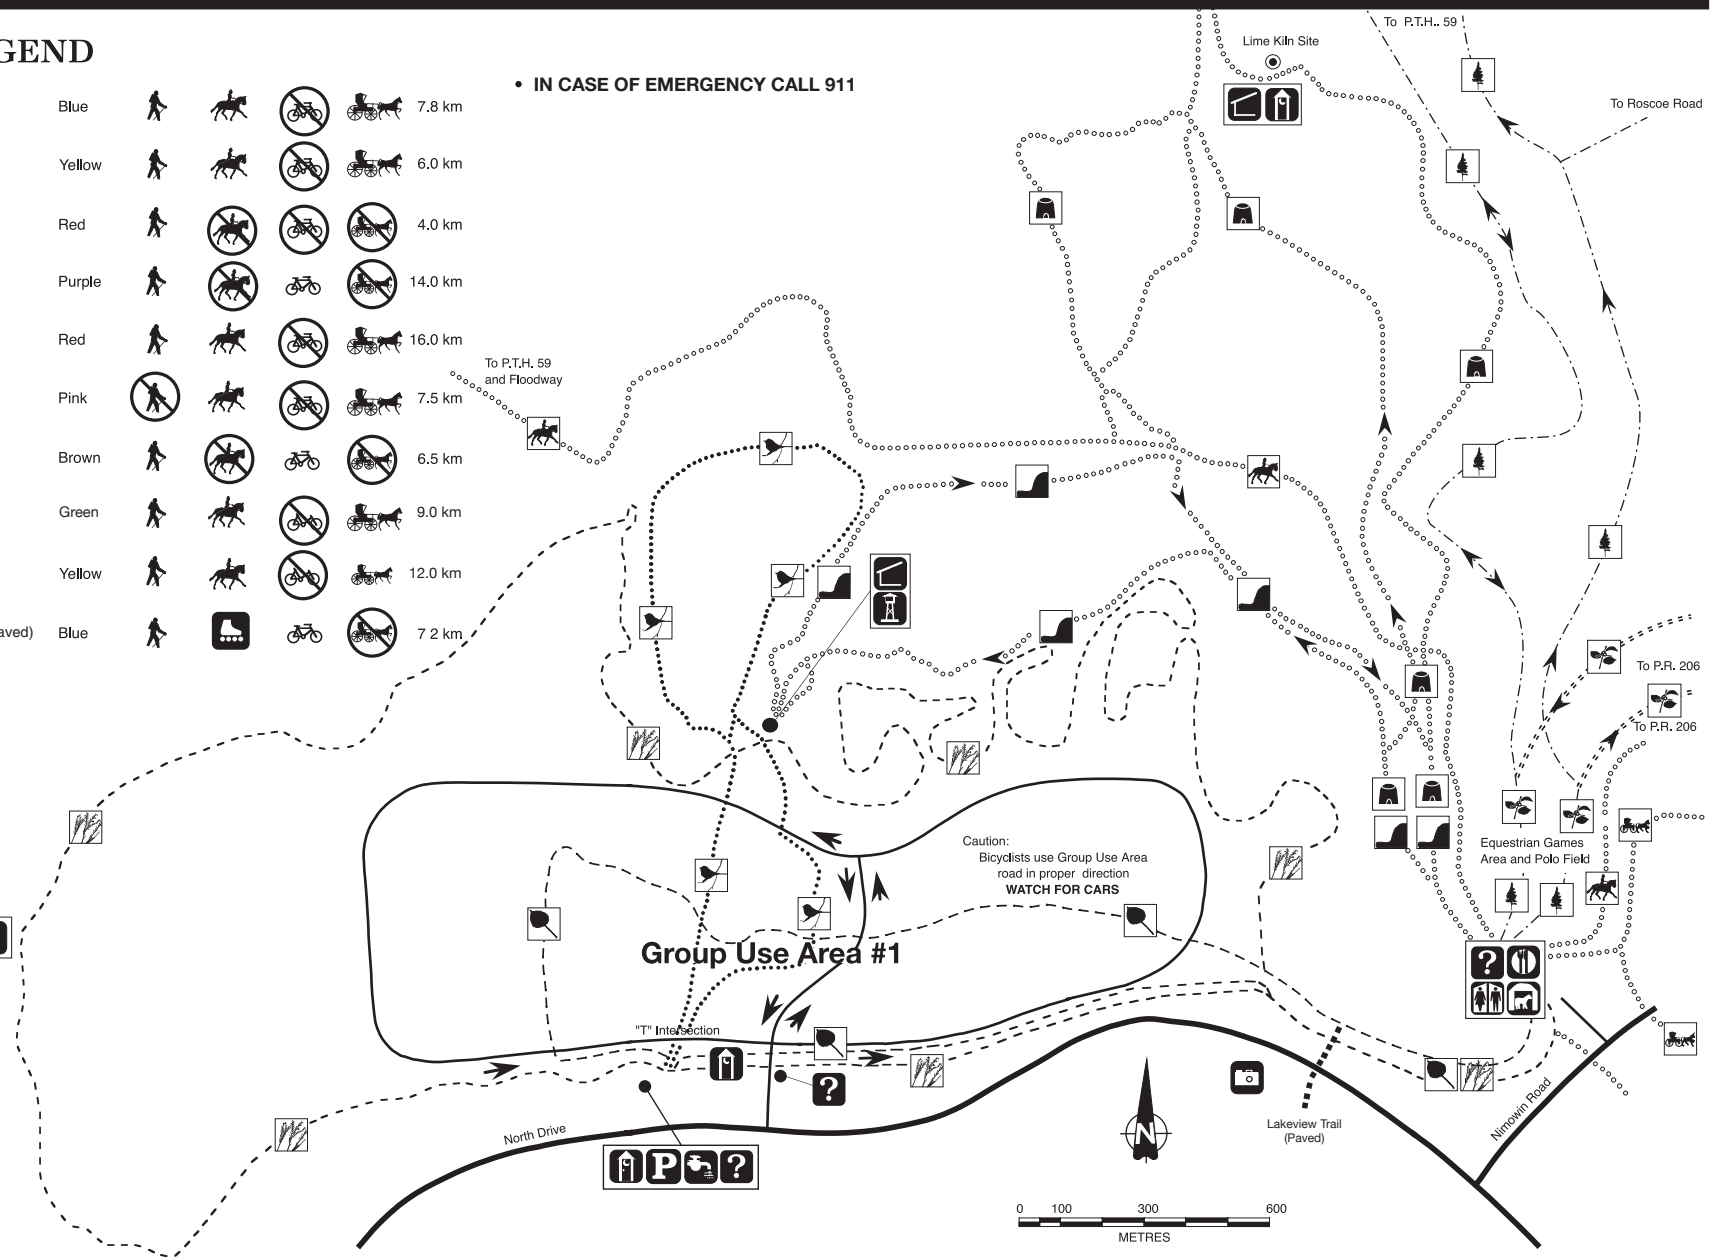 GEND
• IN CASE OF EMERGENCY CALL 911
Blue 7.8 km
Yellow 6.0 km
Red 4.0 km
Purple 14.0 km
Red 16.0 km
Pink 7.5 km
Brown 6.5 km
Green 9.0 km
Yellow 12.0 km
aved) Blue 7 2 km
To P.T.H. 59
and Floodway
Lime Kiln Site
To P.T.H.. 59
To Roscoe Road
To P.R. 206
To P.R. 206
Equestrian Games
Area and Polo Field
Caution:
Bicyclists use Group Use Area
road in proper direction
WATCH FOR CARS
Group Use Area #1
"T" Intersection
?
?
North Drive
P ?
?
N
Lakeview Trail
(Paved)
Nimowin Road
0 100 300 600
METRES